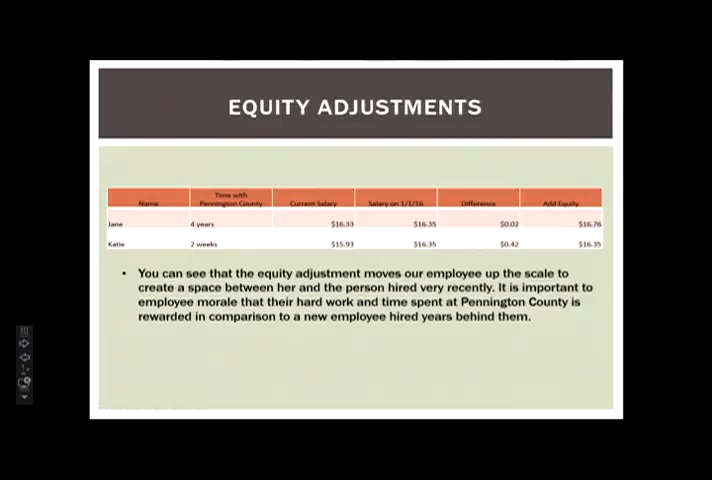 EQUITY ADJUSTMENTS
Name Time with Pennington County Current Salary Salary on 1/1/16 Difference Add Equity
Jane 4 years $16.33 $16.35 $0.02 $16.76
Katie 2 weeks $15.93 $16.35 $0.42 $16.35
• You can see that the equity adjustment moves our employee up the scale to
create a space between her and the person hired very recently. It is important to
employee morale that their hard work and time spent at Pennington County is
rewarded in comparison to a new employee hired years behind them.